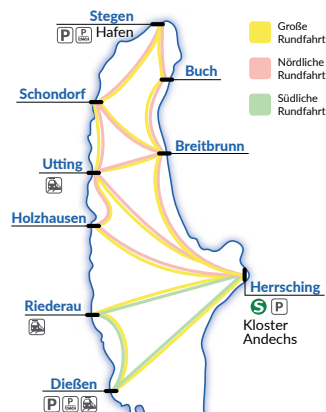 Stegen
P P Hafen
Große
Rundfahrt
Nördliche
Rundfahrt
Südliche
Rundfahrt
Buch
Schondorf
Breitbrunn
Utting
Holzhausen
Herrsching
S P
Kloster
Andechs
Riederau
Dießen
P P